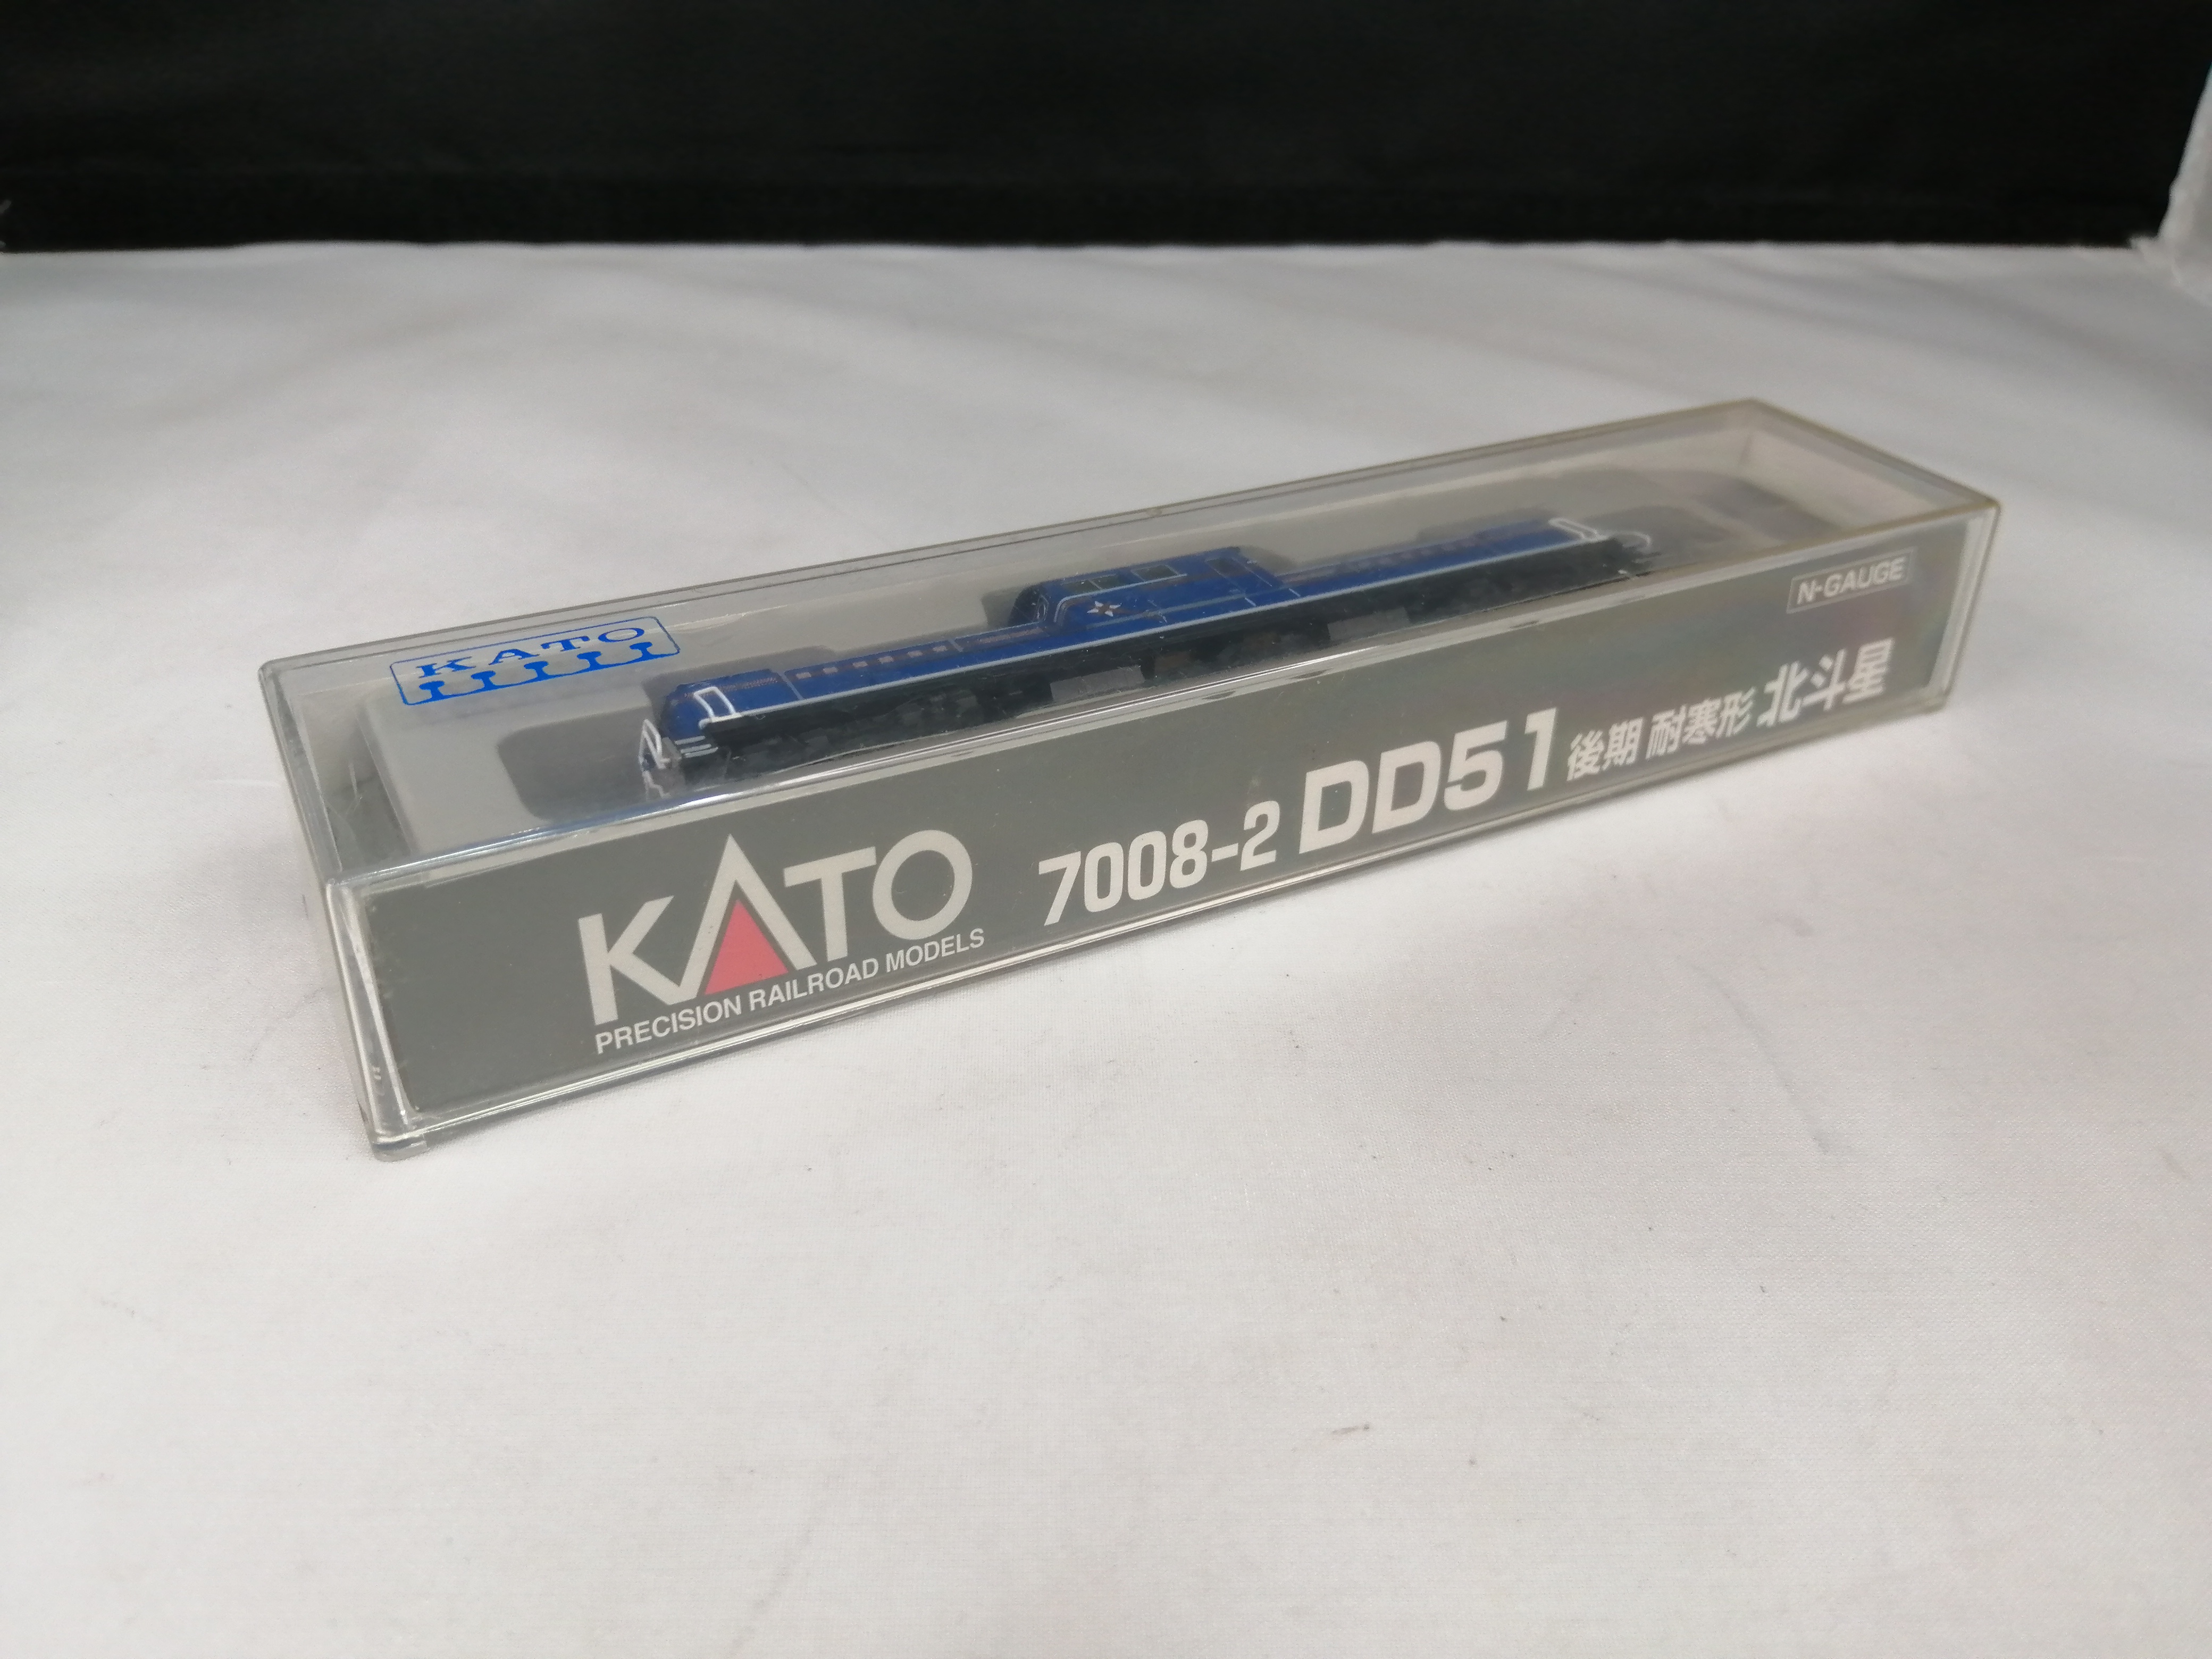 KATO
N-GAUGE
KATO
PRECISION RAILROAD MODELS
7008-2 DD51 後期 耐寒形 北斗星